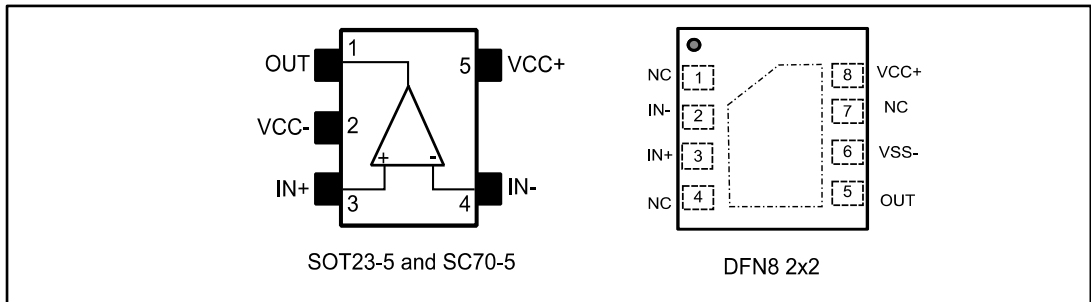 OUT 1 5 VCC+
VCC- 2
+ -
IN+ 3 4 IN-
SOT23-5 and SC70-5
NC 1 8 VCC+
IN- 2 7 NC
IN+ 3 6 VSS-
NC 4 5 OUT
DFN8 2x2